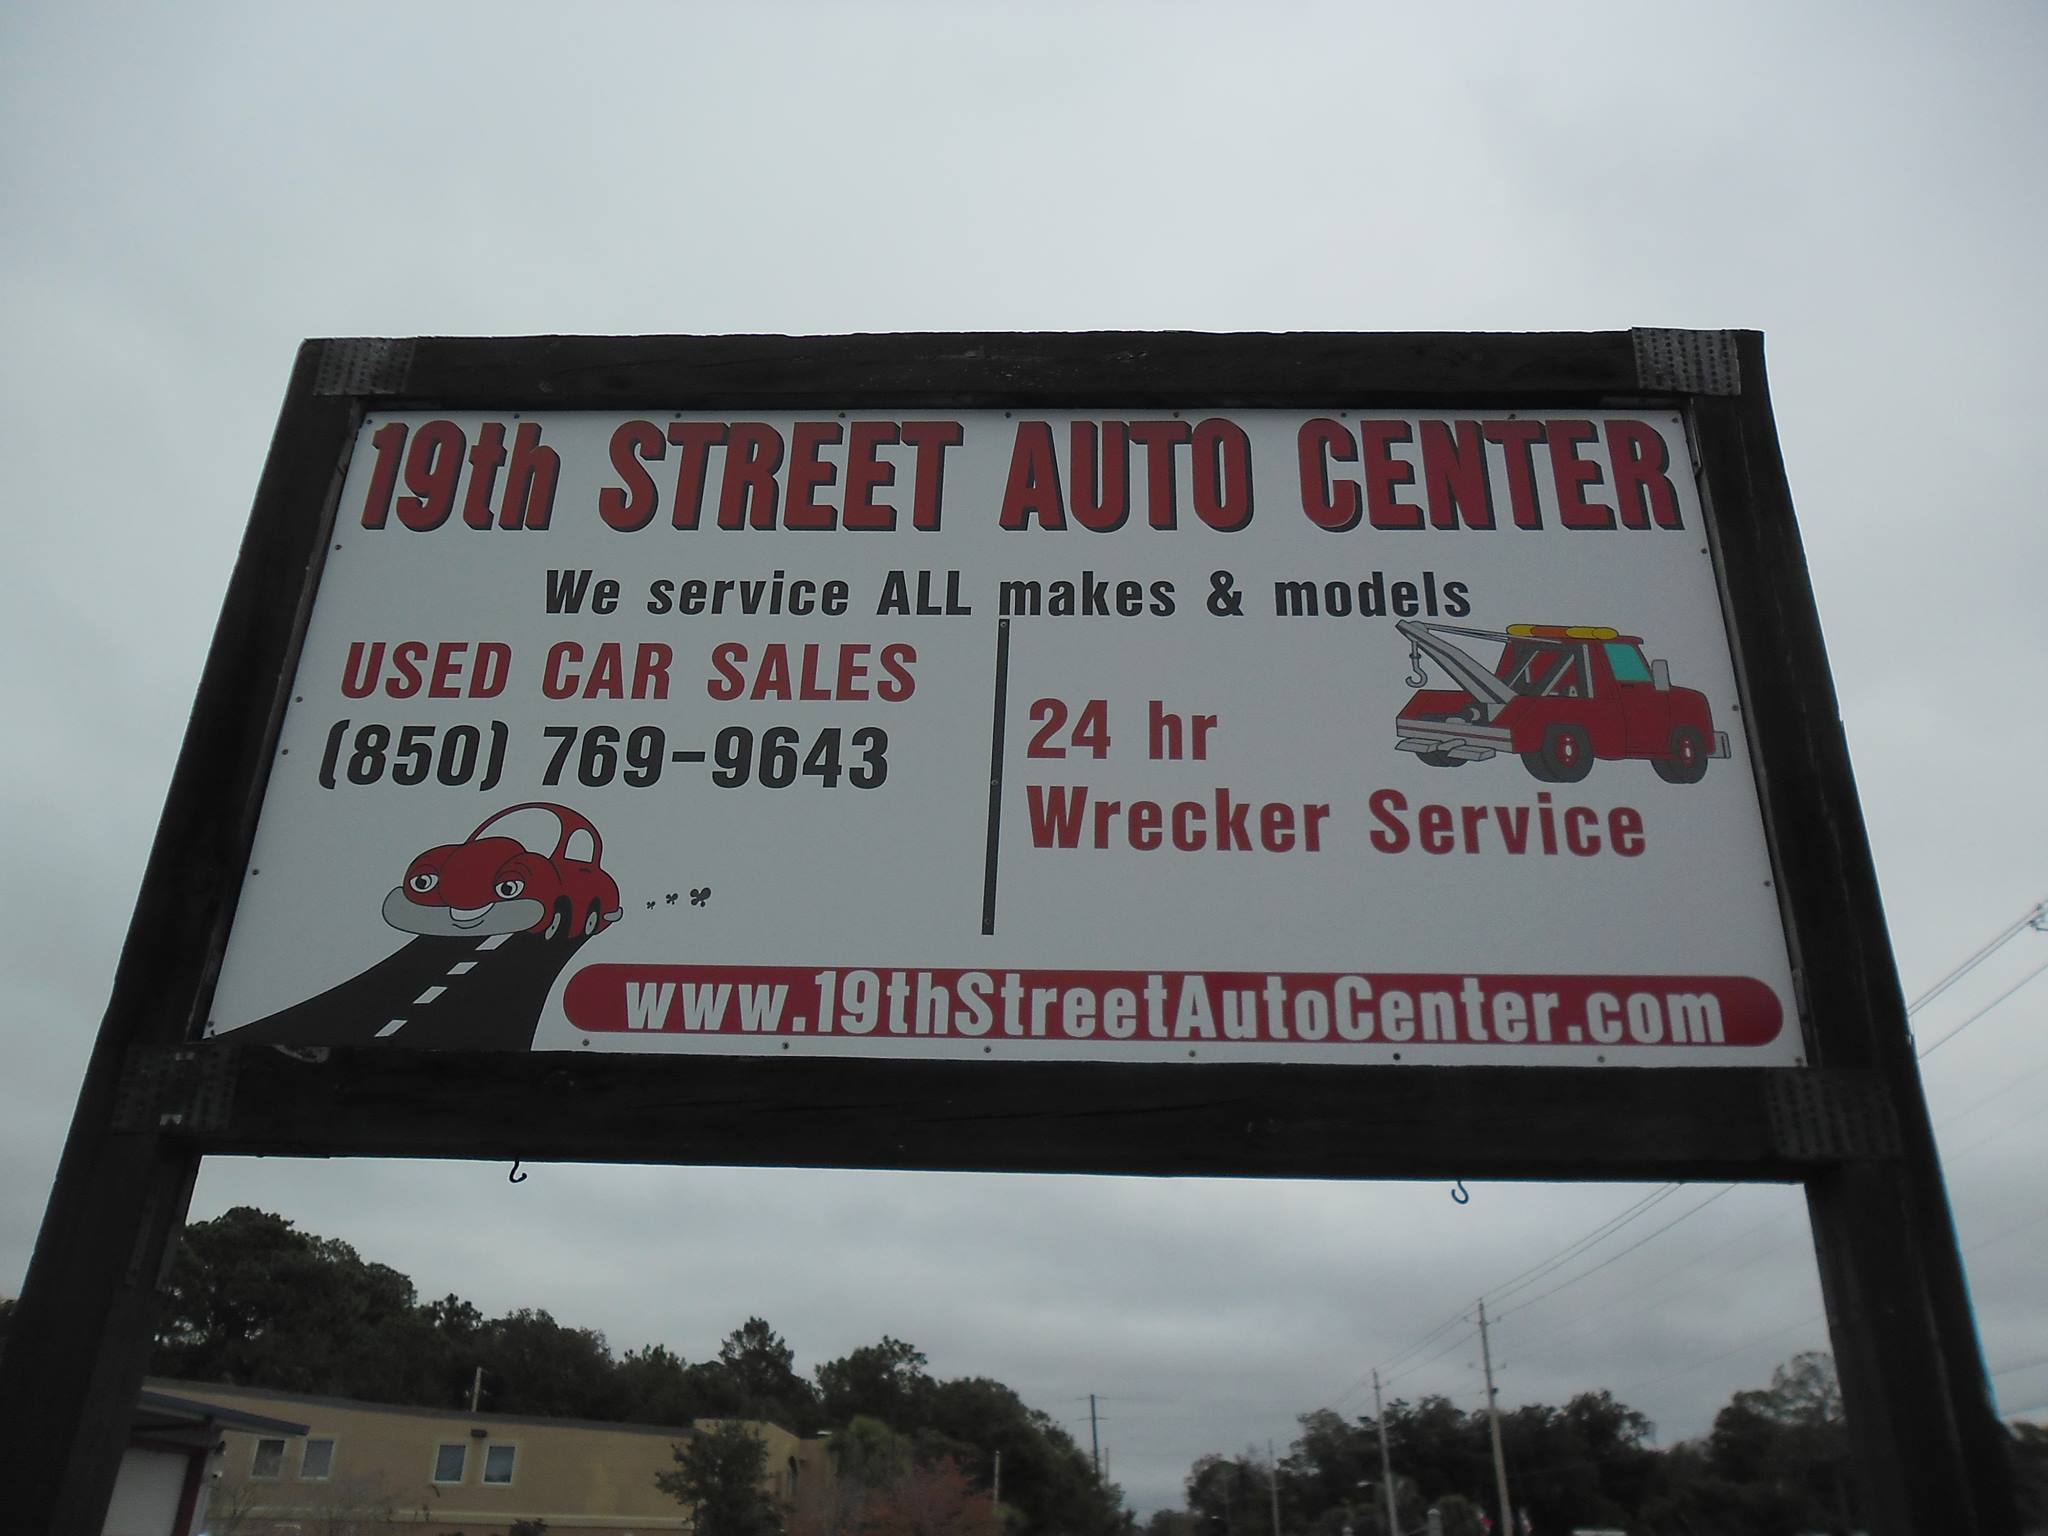 19th STREET AUTO CENTER
We service ALL makes & models
USED CAR SALES
(850) 769-9643
24 hr
Wrecker Service
www.19thStreetAutoCenter.com